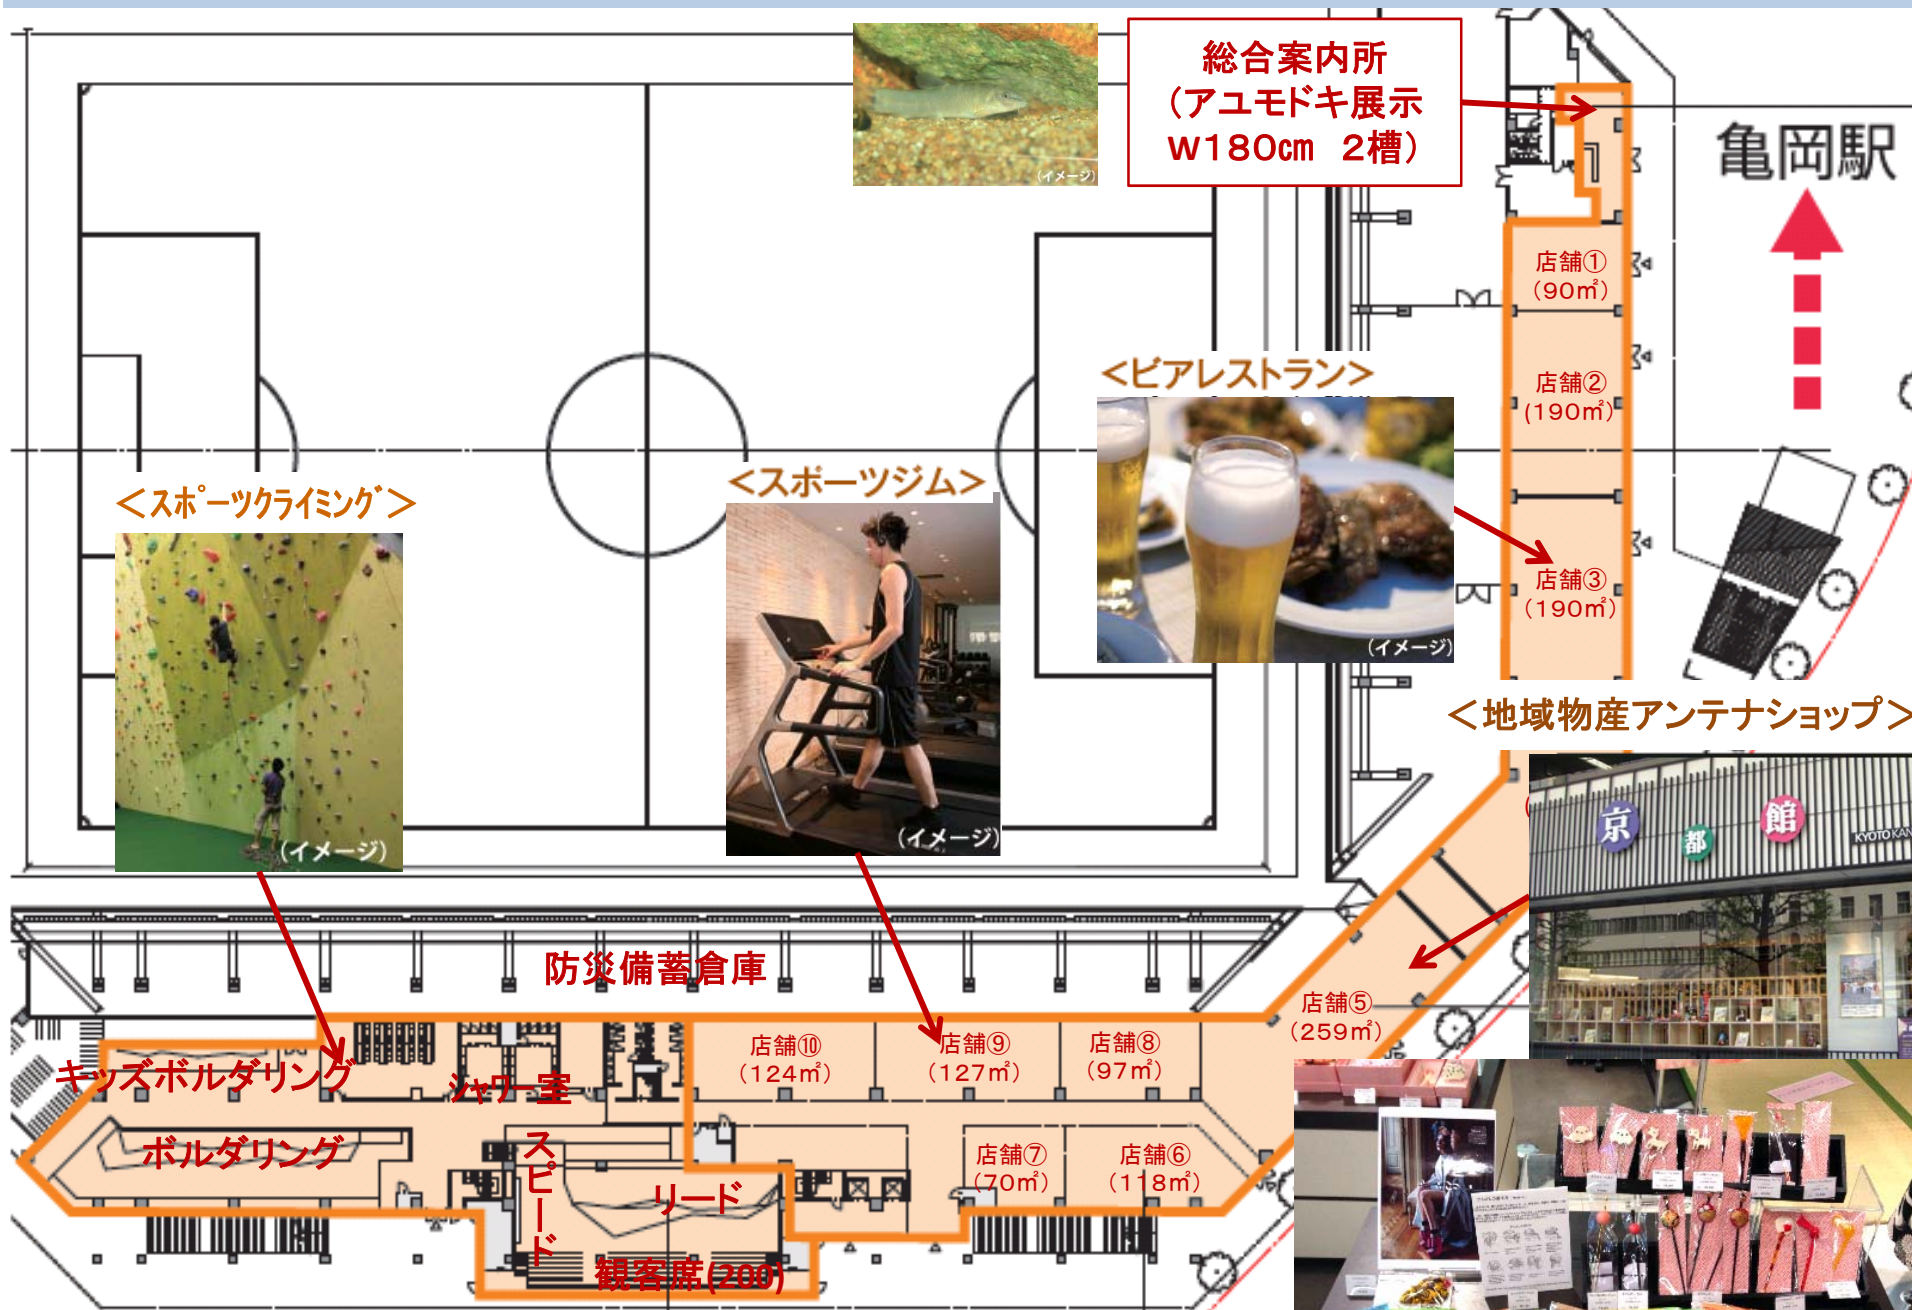 総合案内所
（アユモドキ展示
W180㎝　2槽）
（イメージ）
亀岡駅
店舗①
（90㎡）
店舗②
（190㎡）
＜ビアレストラン＞
（イメージ）
店舗③
（190㎡）
＜スポーツクライミング＞
（イメージ）
＜スポーツジム＞
（イメージ）
＜地域物産アンテナショップ＞
京都館
防災備蓄倉庫
店舗⑤
（259㎡）
店舗⑩
（124㎡）
店舗⑨
（127㎡）
店舗⑧
（97㎡）
キッズボルダリング
シャワー室
ボルダリング
スピード
リード
店舗⑦
（70㎡）
店舗⑥
（118㎡）
観客席(200)